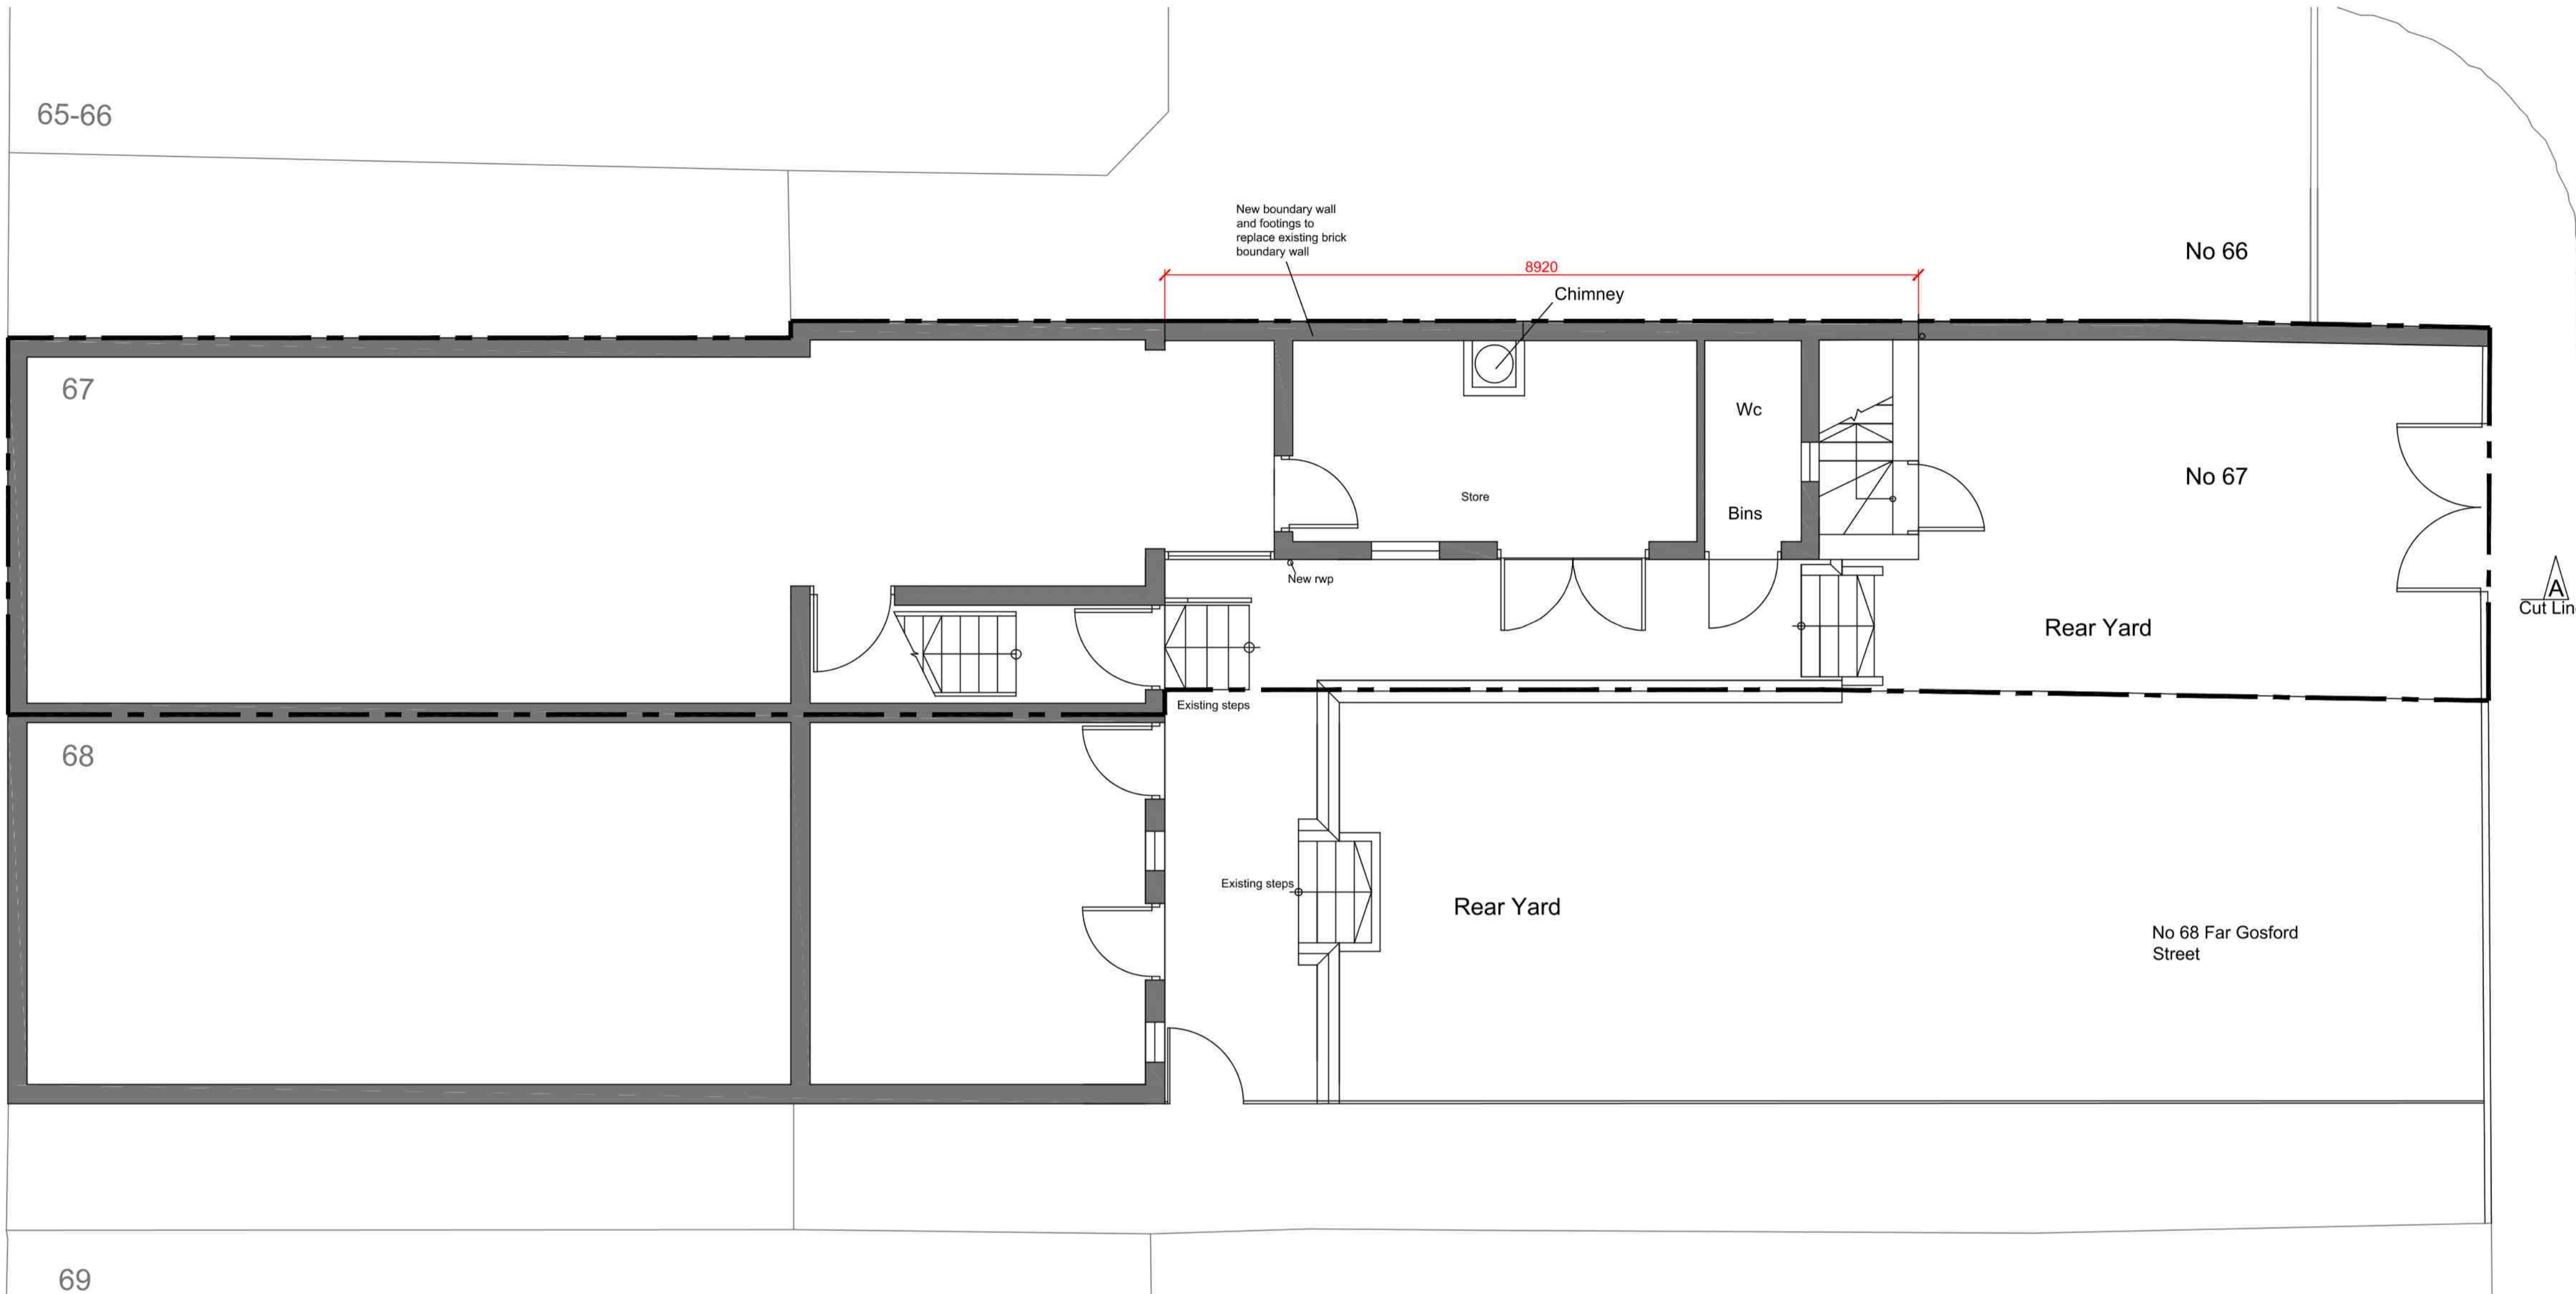 65-66
New boundary wall
and footings to
replace existing brick
boundary wall
No 66
8920
Chimney
67
Wc
No 67
Store
Bins
New rwp
A
Cut Lin
Rear Yard
Existing steps
68
Existing steps
Rear Yard
No 68 Far Gosford
Street
69